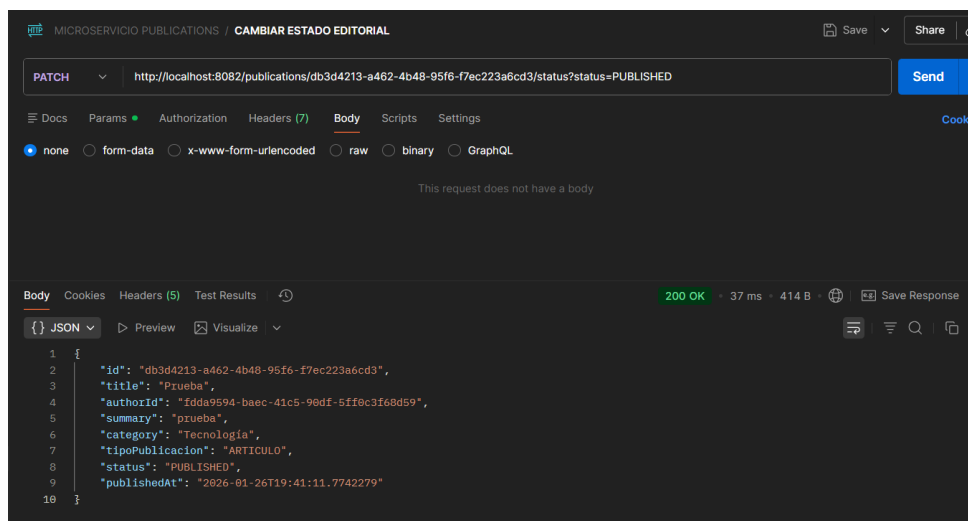 HTTP MICROSERVICIO PUBLICATIONS / CAMBIAR ESTADO EDITORIAL Save Share
PATCH http://localhost:8082/publications/db3d4213-a462-4b48-95f6-f7ec223a6cd3/status?status=PUBLISHED Send
Docs Params Authorization Headers (7) Body Scripts Settings Cook
none form-data x-www-form-urlencoded raw binary GraphQL
This request does not have a body
Body Cookies Headers (5) Test Results 200 OK • 37 ms • 414 B • e.g. Save Response
{} JSON Preview Visualize
1 {
2 "id": "db3d4213-a462-4b48-95f6-f7ec223a6cd3",
3 "title": "Prueba",
4 "authorId": "fdda9594-baec-41c5-90df-5ff0c3f68d59",
5 "summary": "prueba",
6 "category": "Tecnología",
7 "tipoPublicacion": "ARTICULO",
8 "status": "PUBLISHED",
9 "publishedAt": "2026-01-26T19:41:11.7742279"
10 }